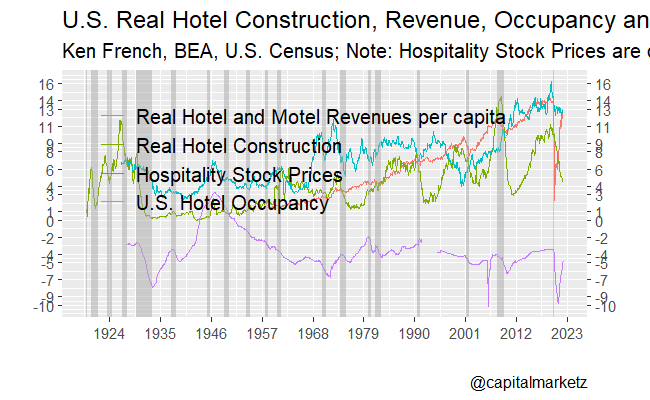 U.S. Real Hotel Construction, Revenue, Occupancy an
Ken French, BEA, U.S. Census; Note: Hospitality Stock Prices are
16 16
14 14
13 13
11 11
9 9
8 8
6 6
4 4
3 3
1 1
0 0
-2 -2
-4 -4
-5 -5
-7 -7
-9 -9
-10 -10
Real Hotel and Motel Revenues per capita
Real Hotel Construction
Hospitality Stock Prices
U.S. Hotel Occupancy
1924 1935 1946 1957 1968 1979 1990 2001 2012 2023
@capitalmarketz